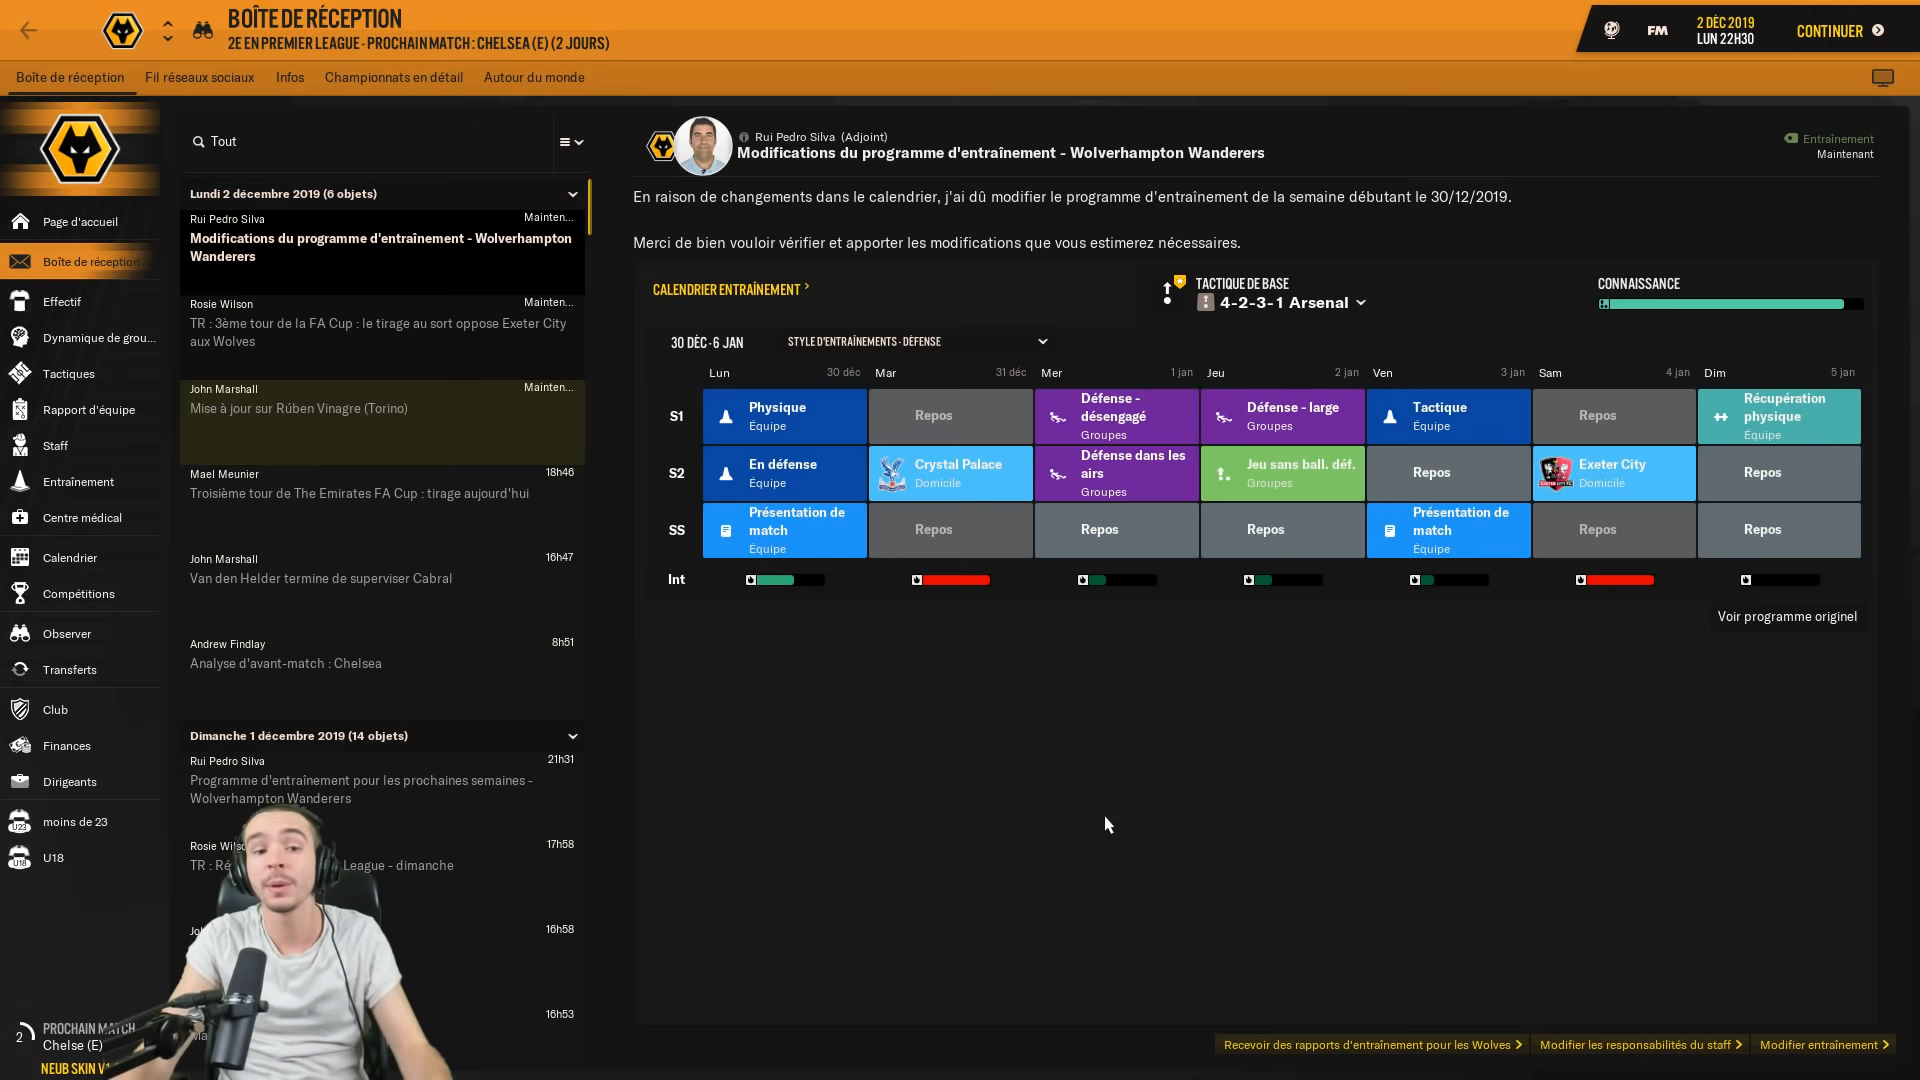 BOÎTE DE RÉCEPTION
2E EN PREMIER LEAGUE - PROCHAIN MATCH : CHELSEA (E) (2 JOURS)
FM
2 DÉC 2019
LUN 22H30
CONTINUER
Boîte de réception
Fil réseaux sociaux
Infos
Championnats en détail
Autour du monde
Page d'accueil
Boîte de réception
Effectif
Dynamique de grou...
Tactiques
Rapport d'équipe
Staff
Entraînement
Centre médical
Calendrier
Compétitions
Observer
Transferts
Club
Finances
Dirigeants
moins de 23
U18
2
PROCHAIN MATCH
Chelse (E)
NEUB SKIN V
Tout
Lundi 2 décembre 2019 (6 objets)
Rui Pedro Silva
Mainten...
Modifications du programme d'entraînement - Wolverhampton
Wanderers
Rosie Wilson
Mainten...
TR : 3ème tour de la FA Cup : le tirage au sort oppose Exeter City
aux Wolves
John Marshall
Mainten...
Mise à jour sur Rúben Vinagre (Torino)
Mael Meunier
18h46
Troisième tour de The Emirates FA Cup : tirage aujourd'hui
John Marshall
16h47
Van den Helder termine de superviser Cabral
Andrew Findlay
8h51
Analyse d'avant-match : Chelsea
Dimanche 1 décembre 2019 (14 objets)
Rui Pedro Silva
21h31
Programme d'entraînement pour les prochaines semaines -
Wolverhampton Wanderers
Rosie Wilso
17h58
TR : Ré League - dimanche
16h58
16h53
Rui Pedro Silva (Adjoint)
Modifications du programme d'entraînement - Wolverhampton Wanderers
Entraînement
Maintenant
En raison de changements dans le calendrier, j'ai dû modifier le programme d'entraînement de la semaine débutant le 30/12/2019.
Merci de bien vouloir vérifier et apporter les modifications que vous estimerez nécessaires.
CALENDRIER ENTRAÎNEMENT
TACTIQUE DE BASE
4-2-3-1 Arsenal
CONNAISSANCE
30 DÉC - 6 JAN
STYLE D'ENTRAÎNEMENTS - DÉFENSE
Lun 30 déc
Mar 31 déc
Mer 1 jan
Jeu 2 jan
Ven 3 jan
Sam 4 jan
Dim 5 jan
S1
Physique
Équipe
Repos
Défense -
désengagé
Groupes
Défense - large
Groupes
Tactique
Équipe
Repos
Récupération
physique
Équipe
S2
En défense
Équipe
Crystal Palace
Domicile
Défense dans les
airs
Groupes
Jeu sans ball. déf.
Groupes
Repos
Exeter City
Domicile
Repos
SS
Présentation de
match
Équipe
Repos
Repos
Repos
Présentation de
match
Équipe
Repos
Repos
Int
Voir programme originel
Recevoir des rapports d'entraînement pour les Wolves
Modifier les responsabilités du staff
Modifier entraînement